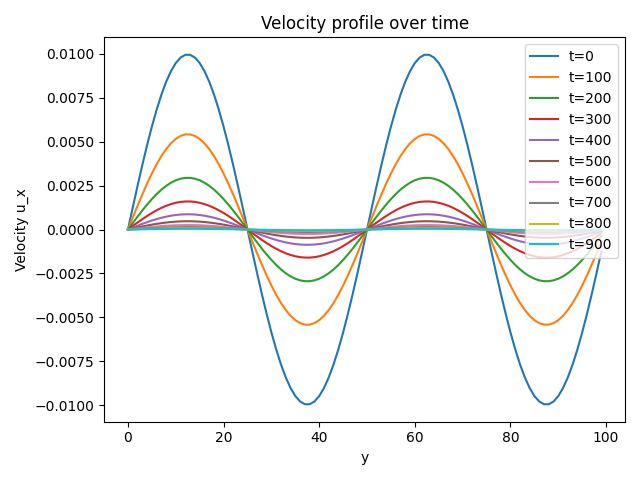 Velocity profile over time
t=0
t=100
t=200
t=300
t=400
t=500
t=600
t=700
t=800
t=900
Velocity u_x
0.0100
0.0075
0.0050
0.0025
0.0000
−0.0025
−0.0050
−0.0075
−0.0100
0 20 40 60 80 100
y